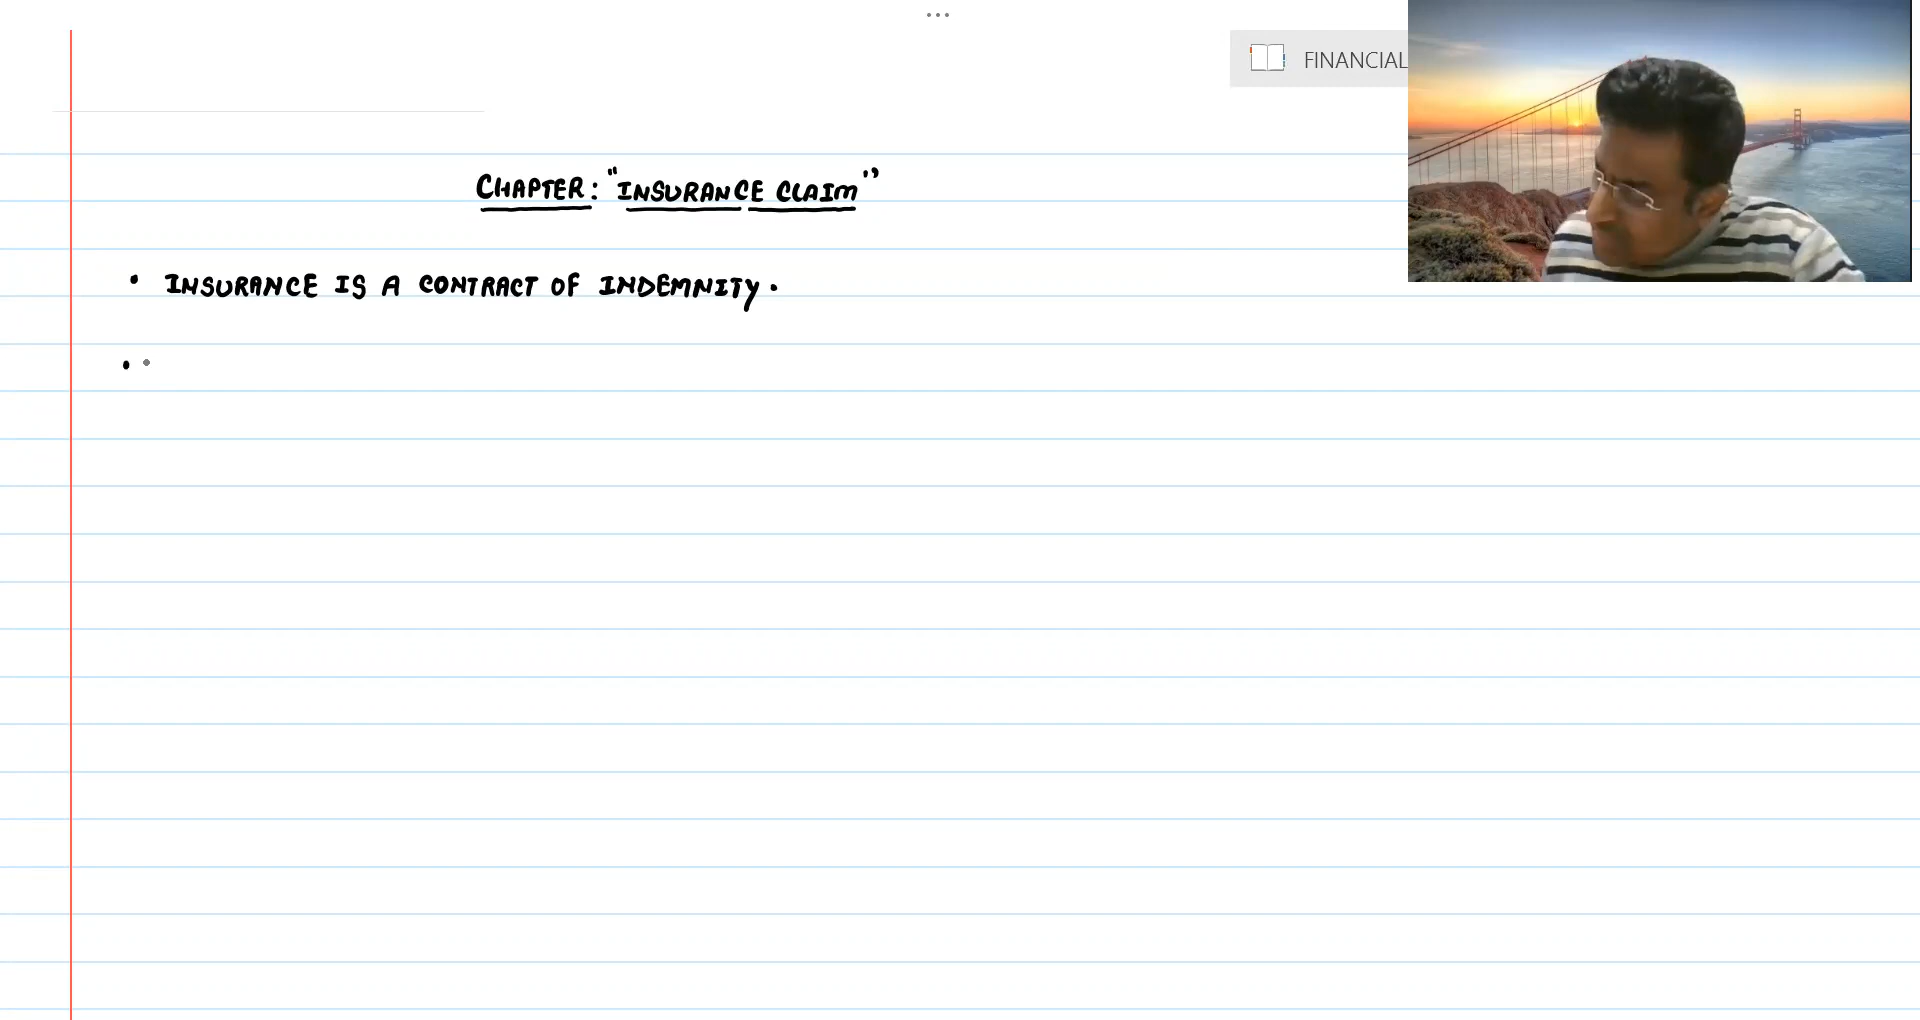 FINANCIAL
CHAPTER: "INSURANCE CLAIM"
• INSURANCE IS A CONTRACT OF INDEMNITY.
•